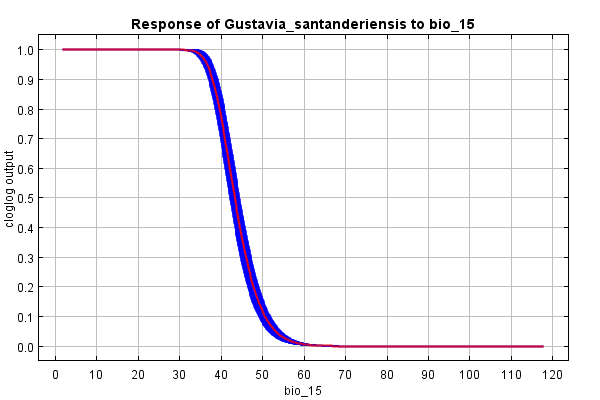 Response of Gustavia_santanderiensis to bio_15
cloglog output
1.0
0.9
0.8
0.7
0.6
0.5
0.4
0.3
0.2
0.1
0.0
0 10 20 30 40 50 60 70 80 90 100 110 120
bio_15